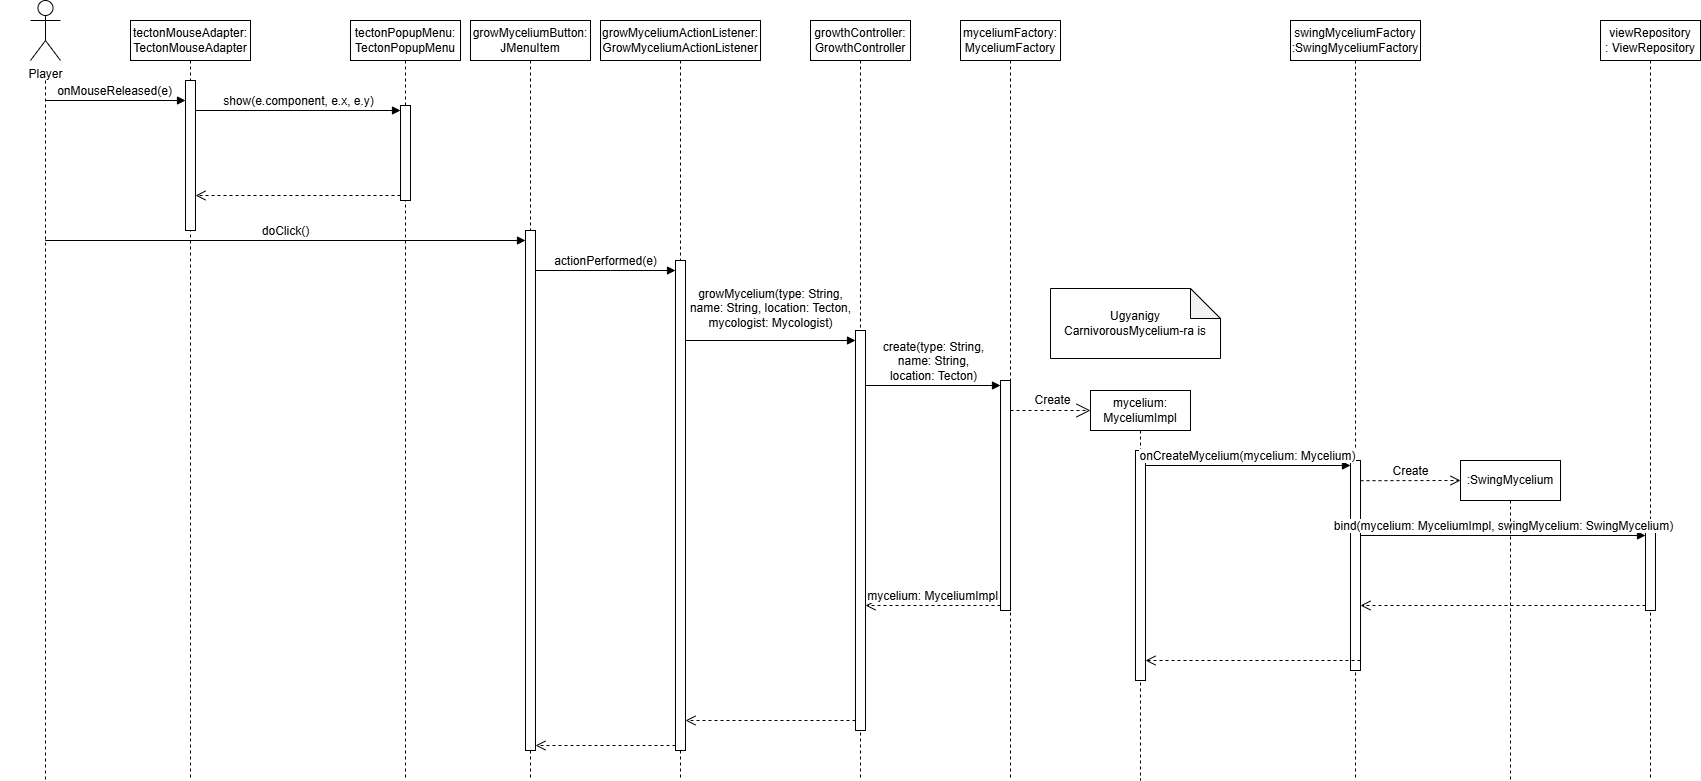 Player
tectonMouseAdapter:
TectonMouseAdapter
tectonPopupMenu:
TectonPopupMenu
growMyceliumButton:
JMenuItem
growMyceliumActionListener:
GrowMyceliumActionListener
growthController:
GrowthController
myceliumFactory:
MyceliumFactory
swingMyceliumFactory
:SwingMyceliumFactory
viewRepository
: ViewRepository
onMouseReleased(e)
show(e.component, e.x, e.y)
doClick()
actionPerformed(e)
growMycelium(type: String,
name: String, location: Tecton,
mycologist: Mycologist)
create(type: String,
name: String,
location: Tecton)
Ugyanigy
CarnivorousMycelium-ra is
Create
mycelium:
MyceliumImpl
onCreateMycelium(mycelium: Mycelium)
Create
:SwingMycelium
bind(mycelium: MyceliumImpl, swingMycelium: SwingMycelium)
mycelium: MyceliumImpl